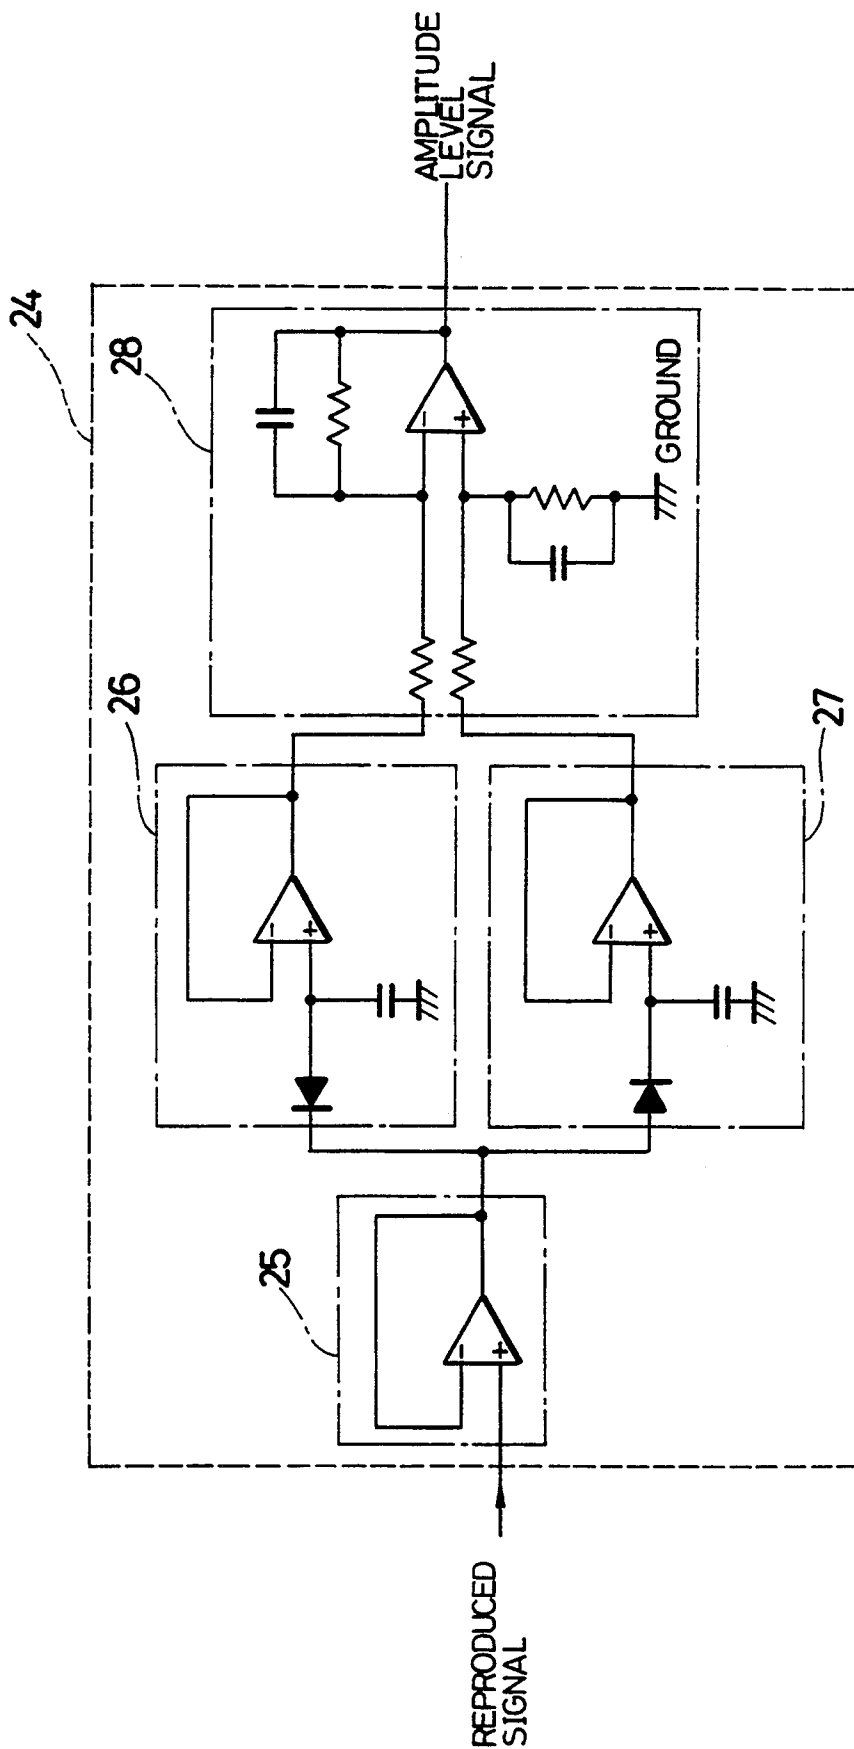 24
28
26
25
27
REPRODUCED
SIGNAL
AMPLITUDE
LEVEL
SIGNAL
GROUND
-
+
-
+
-
+
-
+